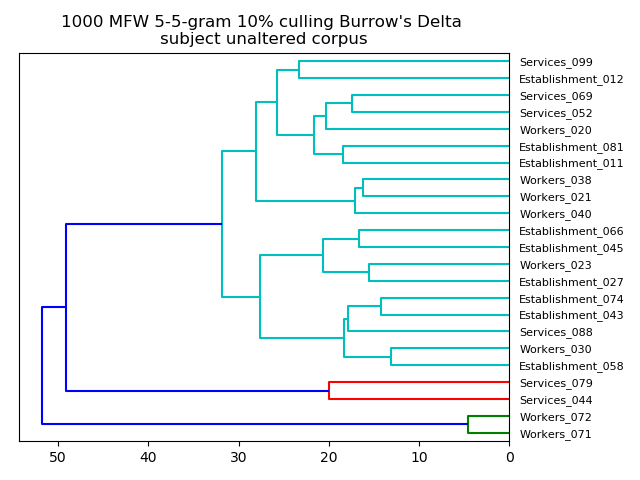 1000 MFW 5-5-gram 10% culling Burrow's Delta
subject unaltered corpus
Services_099
Establishment_012
Services_069
Services_052
Workers_020
Establishment_081
Establishment_011
Workers_038
Workers_021
Workers_040
Establishment_066
Establishment_045
Workers_023
Establishment_027
Establishment_074
Establishment_043
Services_088
Workers_030
Establishment_058
Services_079
Services_044
Workers_072
Workers_071
50 40 30 20 10 0